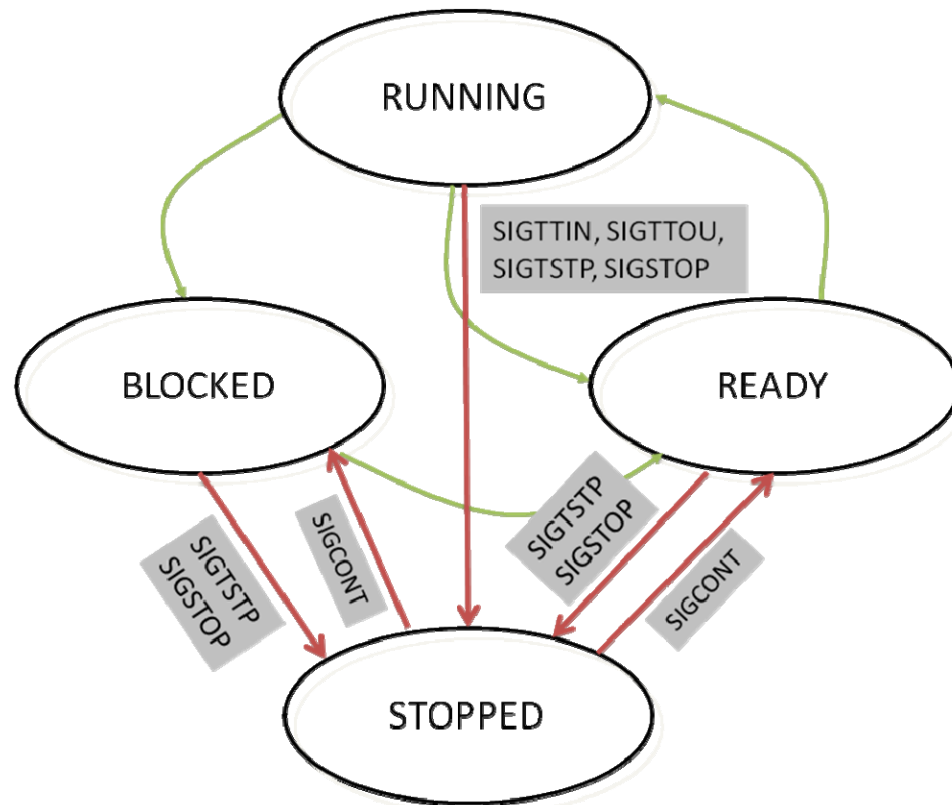 RUNNING
SIGTTIN, SIGTTOU,
SIGTSTP, SIGSTOP
BLOCKED
READY
SIGTSTP
SIGSTOP
SIGCONT
SIGTSTP
SIGSTOP
SIGCONT
STOPPED